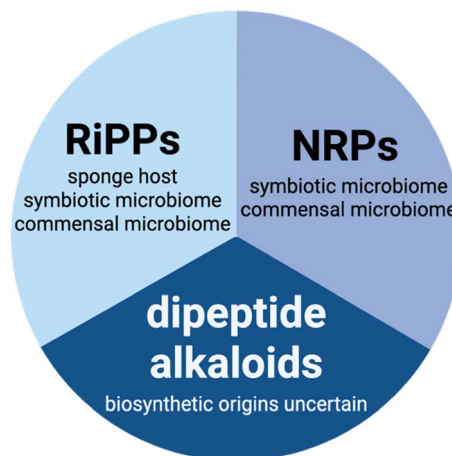 RiPPs
sponge host
symbiotic microbiome
commensal microbiome
NRPs
symbiotic microbiome
commensal microbiome
dipeptide
alkaloids
biosynthetic origins uncertain